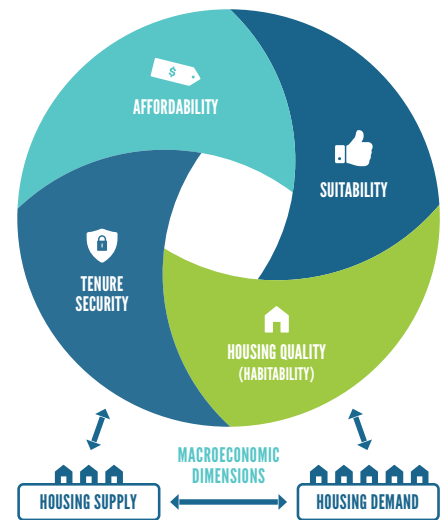 $
AFFORDABILITY
SUITABILITY
TENURE
SECURITY
HOUSING QUALITY
(HABITABILITY)
MACROECONOMIC
DIMENSIONS
HOUSING SUPPLY
HOUSING DEMAND